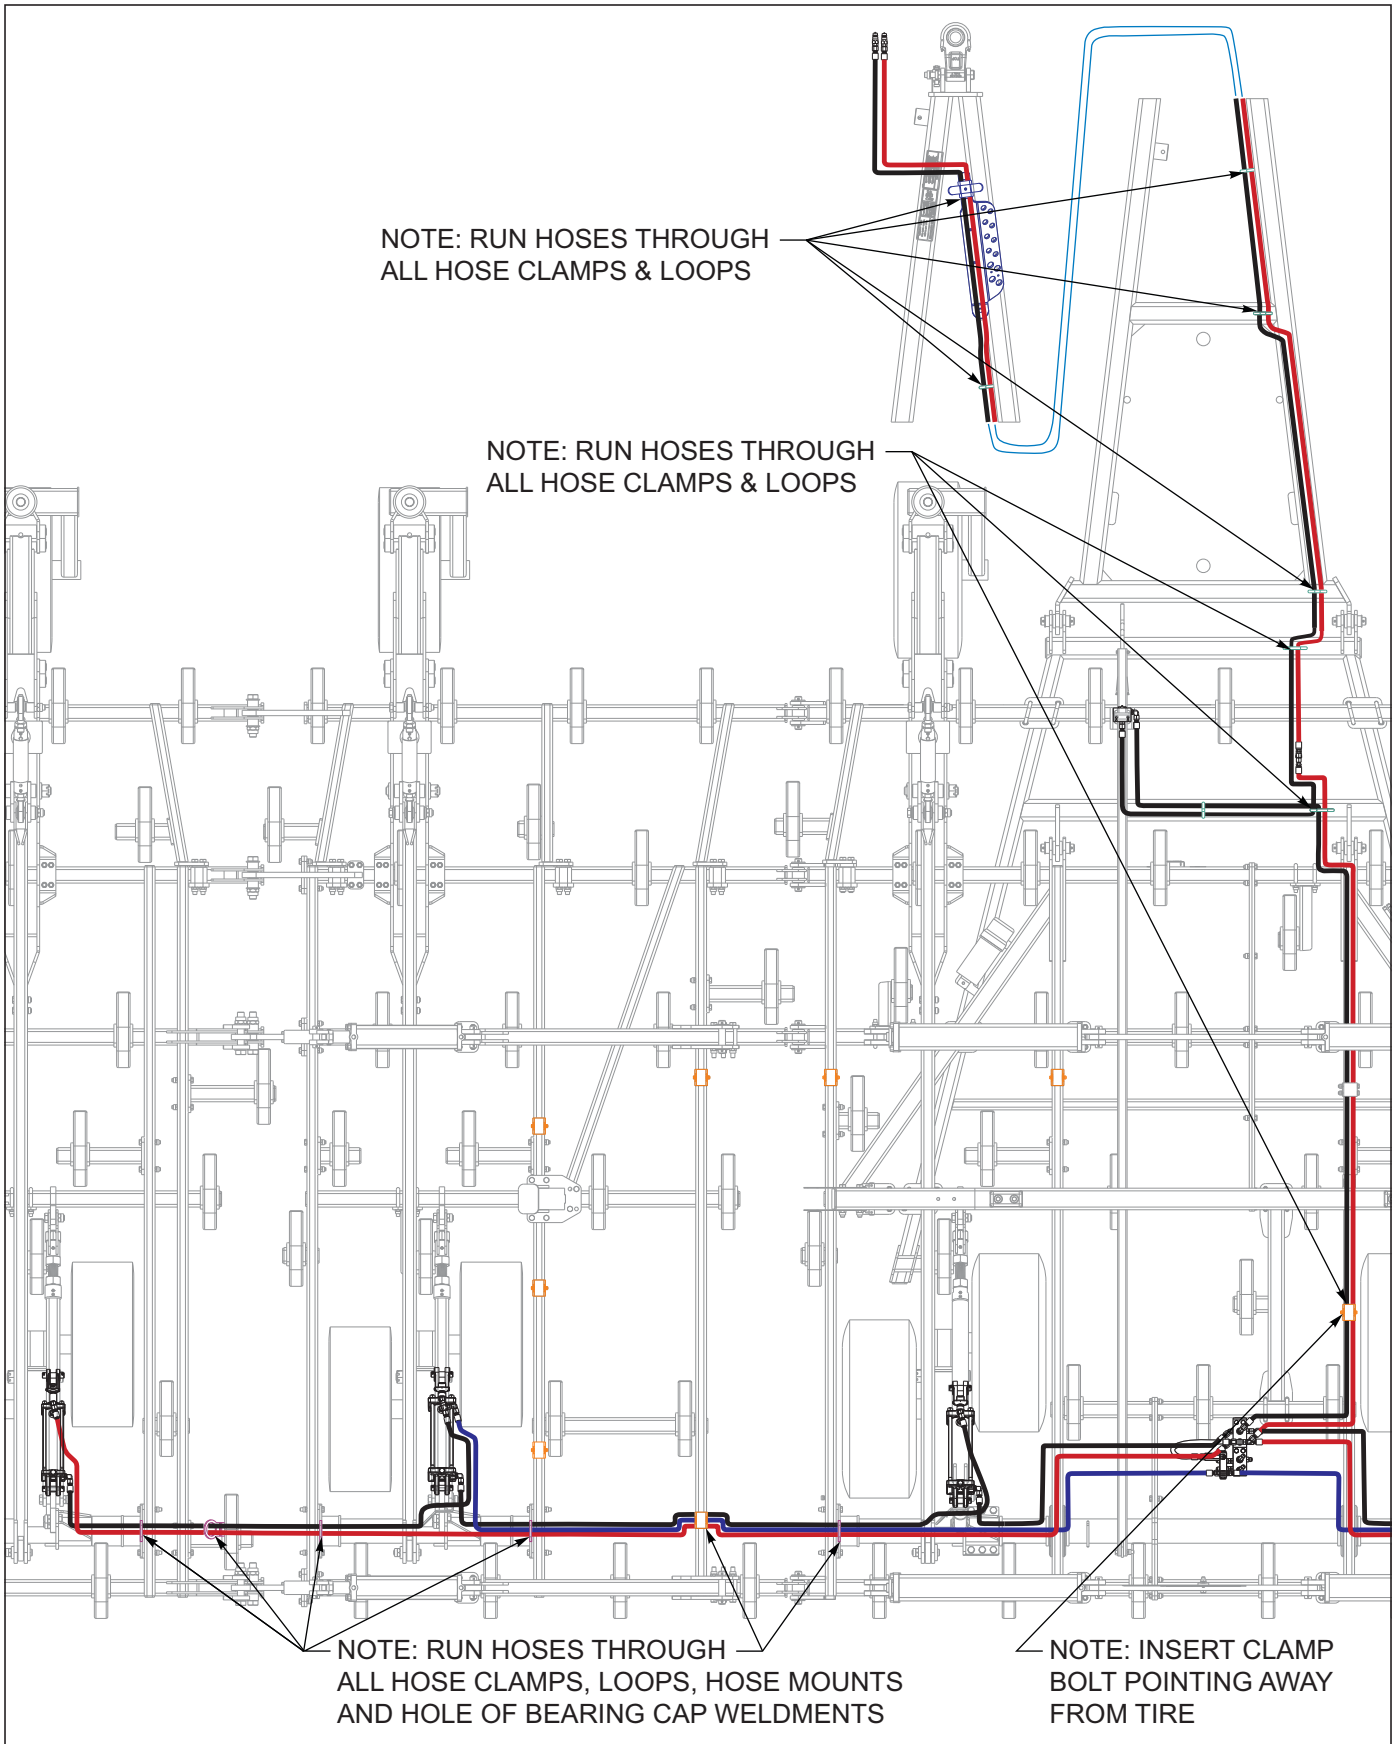 NOTE: RUN HOSES THROUGH
ALL HOSE CLAMPS & LOOPS
NOTE: RUN HOSES THROUGH
ALL HOSE CLAMPS & LOOPS
NOTE: RUN HOSES THROUGH
ALL HOSE CLAMPS, LOOPS, HOSE MOUNTS
AND HOLE OF BEARING CAP WELDMENTS
NOTE: INSERT CLAMP
BOLT POINTING AWAY
FROM TIRE